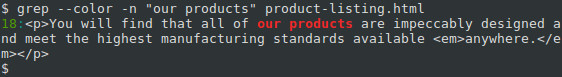 $ grep --color -n "our products" product-listing.html
18:<p>You will find that all of our products are impeccably designed a
nd meet the highest manufacturing standards available <em>anywhere.</e
m></p>
$